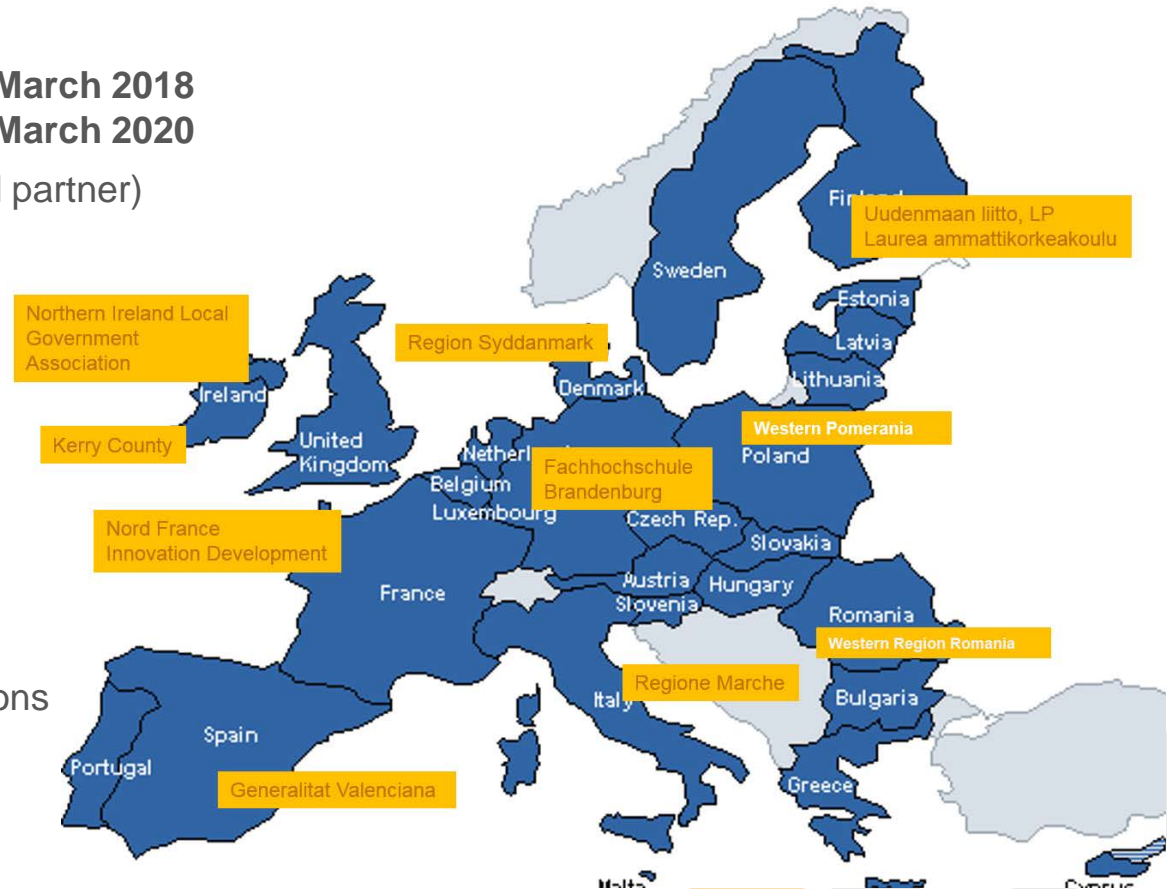 March 2018
March 2020
partner)
Uudenmaan liitto, LP
Laurea ammattikorkeakoulu
Sweden
Estonia
Northern Ireland Local
Government
Association
Region Syddanmark
Latvia
Lithuania
Denmark
Ireland
Western Pomerania
Kerry County
United
Kingdom
Poland
Fachhochschule
Brandenburg
Belgium
Luxembourg
Czech Rep.
Nord France
Innovation Development
Slovakia
France
Austria
Hungary
Slovenia
Romania
Western Region Romania
Regione Marche
ons
Italy
Bulgaria
Spain
Portugal
Generalitat Valenciana
Greece